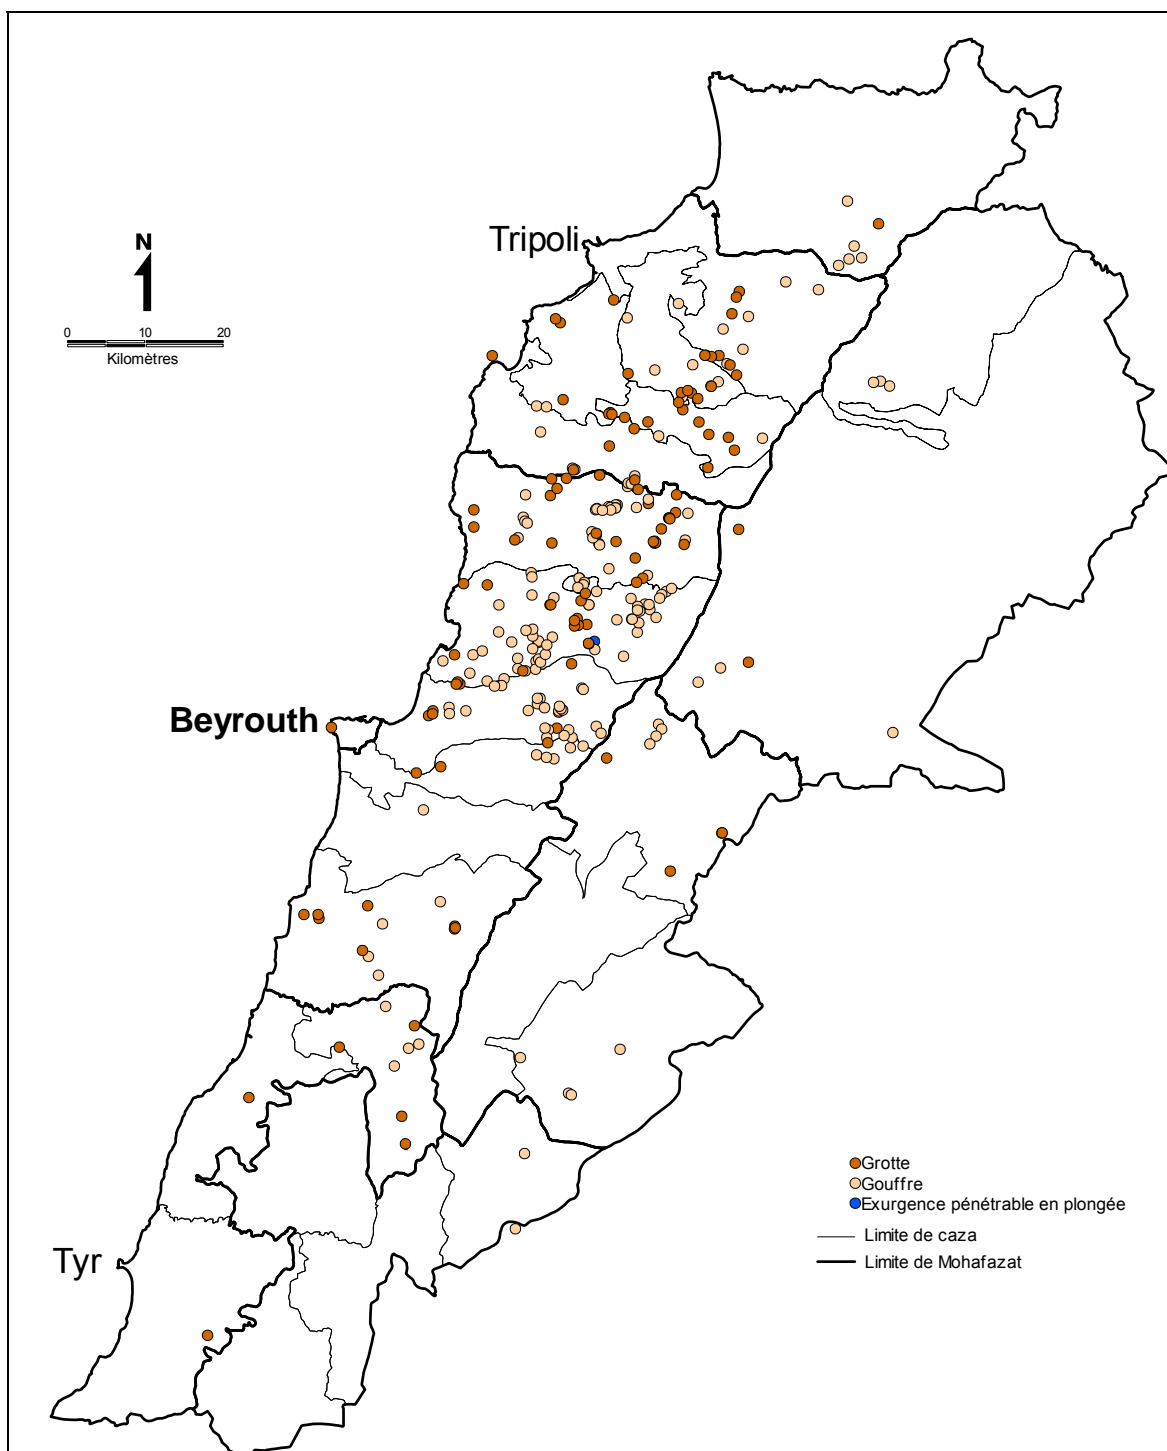 Tripoli
N
0 10 20
Kilomètres
Beyrouth
Grotte
Gouffre
Exurgence pénétrable en plongée
Limite de caza
Limite de Mohafazat
Tyr